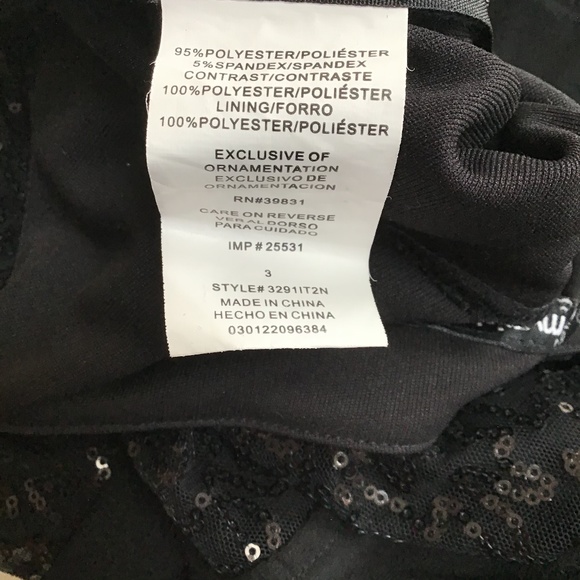 95%POLYESTER/POLIÉSTER
5%SPANDEX/SPANDEX
CONTRAST/CONTRASTE
100%POLYESTER/POLIÉSTER
LINING/FORRO
100%POLYESTER/POLIÉSTER
EXCLUSIVE OF
ORNAMENTATION
EXCLUSIVO DE
ORNAMENTACION
RN#39831
CARE ON REVERSE
VER AL DORSO
PARA CUIDADO
IMP # 25531
3
STYLE# 3291IT2N
MADE IN CHINA
HECHO EN CHINA
030122096384